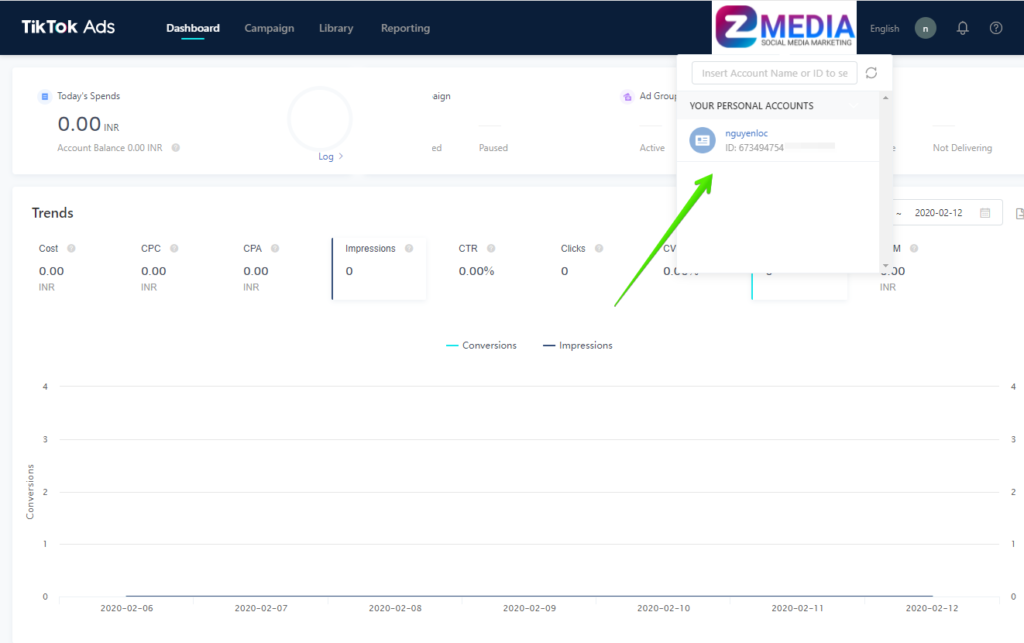 TikTok Ads
Dashboard
Campaign
Library
Reporting
Z MEDIA
SOCIAL MEDIA MARKETING
English
n
Insert Account Name or ID to se
YOUR PERSONAL ACCOUNTS
nguyenloc
ID: 673494754
Today's Spends
0.00 INR
Account Balance 0.00 INR
Log
aign
ed
Paused
Ad Group
Active
Not Delivering
Trends
~ 2020-02-12
Cost
0.00
INR
CPC
0.00
INR
CPA
0.00
INR
Impressions
0
CTR
0.00%
Clicks
0
CV
0.00%
0
M
0.00
INR
Conversions
Impressions
Conversions
4
3
2
1
0
4
3
2
1
0
2020-02-06
2020-02-07
2020-02-08
2020-02-09
2020-02-10
2020-02-11
2020-02-12